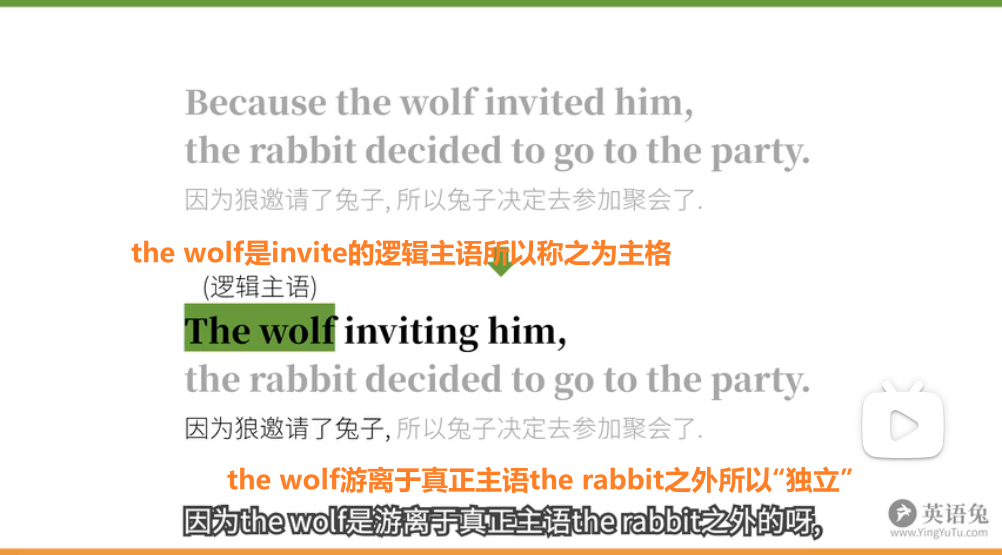 Because the wolf invited him,
the rabbit decided to go to the party.
因为狼邀请了兔子, 所以兔子决定去参加聚会了.
the wolf是invite的逻辑主语所以称之为主格
(逻辑主语)
The wolf inviting him,
the rabbit decided to go to the party.
因为狼邀请了兔子, 所以兔子决定去参加聚会了.
the wolf游离于真正主语the rabbit之外所以“独立”
因为the wolf是游离于真正主语the rabbit之外的呀,
英语兔
www.YingYuTu.com